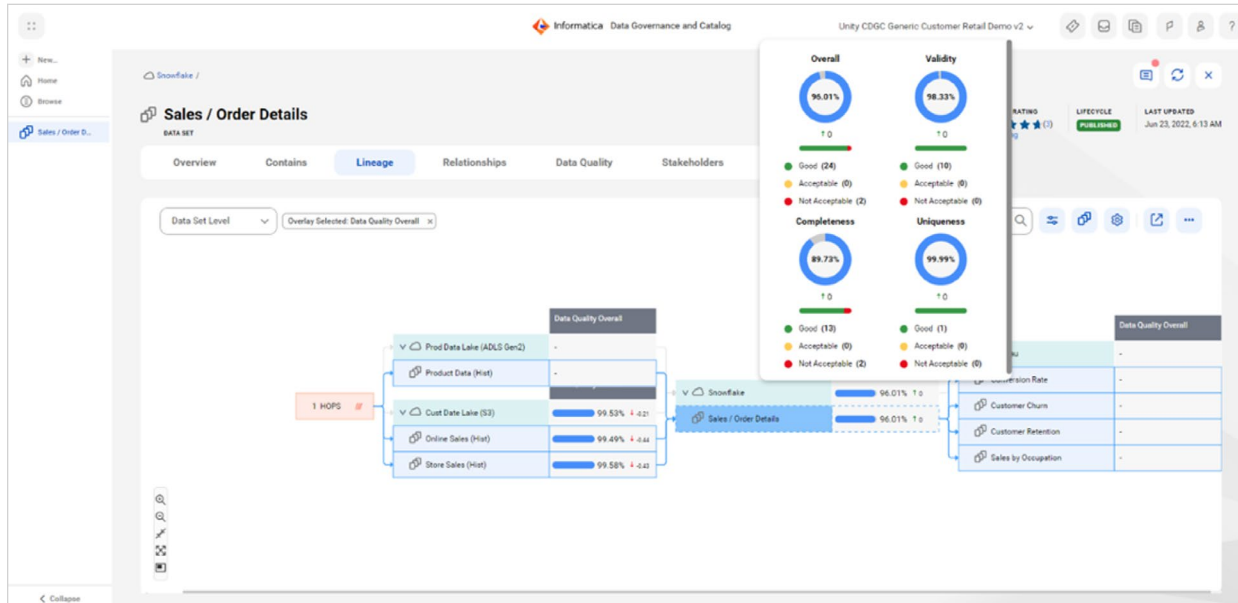 Informatica Data Governance and Catalog
Unity CDGC Generic Customer Retail Demo v2
?
New...
Home
Browse
Sales / Order D...
Snowflake /
Sales / Order Details
DATA SET
RATING
(3)
LIFECYCLE
PUBLISHED
LAST UPDATED
Jun 23, 2022, 6:13 AM
Overview Contains Lineage Relationships Data Quality Stakeholders
Data Set Level
Overlay Selected: Data Quality Overall ×
Overall Validity
96.01% 98.33%
↑0 ↑0
Good (24) Good (10)
Acceptable (0) Acceptable (0)
Not Acceptable (2) Not Acceptable (0)
Completeness Uniqueness
89.73% 99.99%
↑0 ↑0
Good (13) Good (1)
Acceptable (0) Acceptable (0)
Not Acceptable (2) Not Acceptable (0)
1 HOPS
Data Quality Overall
Prod Data Lake (ADLS Gen2) -
Product Data (Hist) -
Cust Date Lake (S3) 99.53% ↓ -0.21
Online Sales (Hist) 99.49% ↓ -0.44
Store Sales (Hist) 99.58% ↓ -0.43
Snowflake 96.01% ↑0
Sales / Order Details 96.01% ↑0
Data Quality Overall
-
Conversion Rate -
Customer Churn -
Customer Retention -
Sales by Occupation -
Collapse